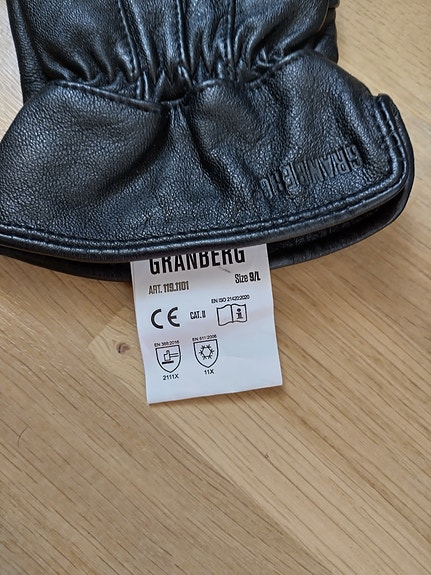 GRANBERG
GRANBERG
ART. 119.1101 Size 9/L
CE CAT. II EN ISO 21420:2020
EN 388:2016 EN 511:2006
2111X 11X